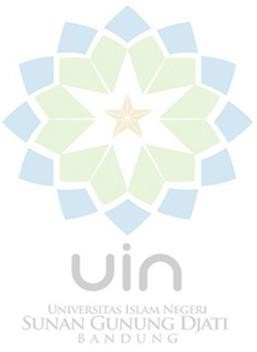 uin
UNIVERSITAS ISLAM NEGERI
SUNAN GUNUNG DJATI
BANDUNG